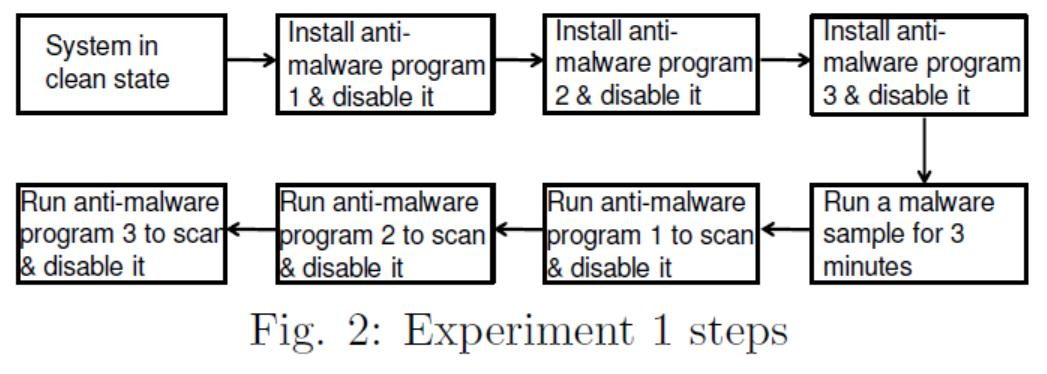 System in
clean state
Install anti-
malware program
1 & disable it
Install anti-
malware program
2 & disable it
Install anti-
malware program
3 & disable it
Run a malware
sample for 3
minutes
Run anti-malware
program 1 to scan
& disable it
Run anti-malware
program 2 to scan
& disable it
Run anti-malware
program 3 to scan
& disable it
Fig. 2: Experiment 1 steps